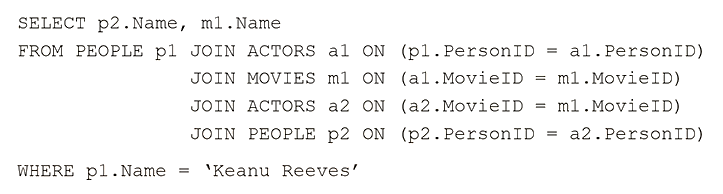 SELECT p2.Name, m1.Name
FROM PEOPLE p1 JOIN ACTORS a1 ON (p1.PersonID = a1.PersonID)
JOIN MOVIES m1 ON (a1.MovieID = m1.MovieID)
JOIN ACTORS a2 ON (a2.MovieID = m1.MovieID)
JOIN PEOPLE p2 ON (p2.PersonID = a2.PersonID)
WHERE p1.Name = ‘Keanu Reeves’